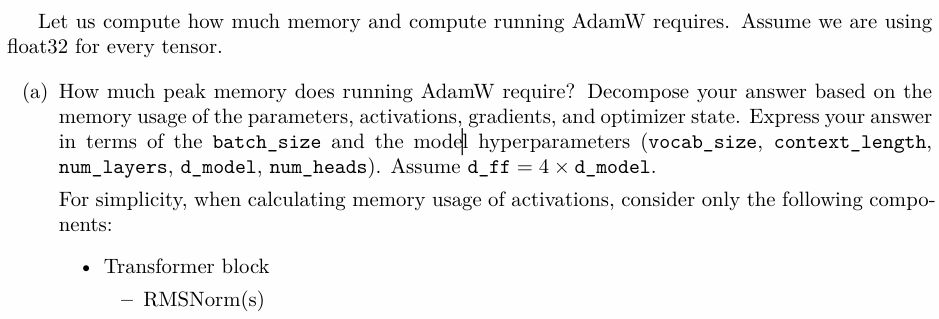 Let us compute how much memory and compute running AdamW requires. Assume we are using
float32 for every tensor.
(a) How much peak memory does running AdamW require? Decompose your answer based on the
memory usage of the parameters, activations, gradients, and optimizer state. Express your answer
in terms of the batch_size and the model hyperparameters (vocab_size, context_length,
num_layers, d_model, num_heads). Assume d_ff = 4 × d_model.
For simplicity, when calculating memory usage of activations, consider only the following compo-
nents:
• Transformer block
– RMSNorm(s)